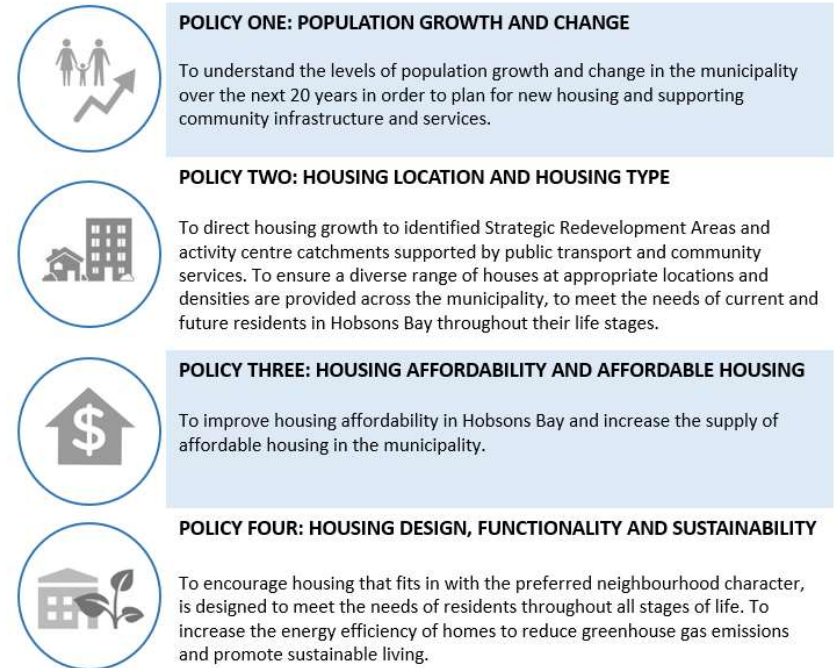 POLICY ONE: POPULATION GROWTH AND CHANGE
To understand the levels of population growth and change in the municipality
over the next 20 years in order to plan for new housing and supporting
community infrastructure and services.
POLICY TWO: HOUSING LOCATION AND HOUSING TYPE
To direct housing growth to identified Strategic Redevelopment Areas and
activity centre catchments supported by public transport and community
services. To ensure a diverse range of houses at appropriate locations and
densities are provided across the municipality, to meet the needs of current and
future residents in Hobsons Bay throughout their life stages.
$
POLICY THREE: HOUSING AFFORDABILITY AND AFFORDABLE HOUSING
To improve housing affordability in Hobsons Bay and increase the supply of
affordable housing in the municipality.
POLICY FOUR: HOUSING DESIGN, FUNCTIONALITY AND SUSTAINABILITY
To encourage housing that fits in with the preferred neighbourhood character,
is designed to meet the needs of residents throughout all stages of life. To
increase the energy efficiency of homes to reduce greenhouse gas emissions
and promote sustainable living.